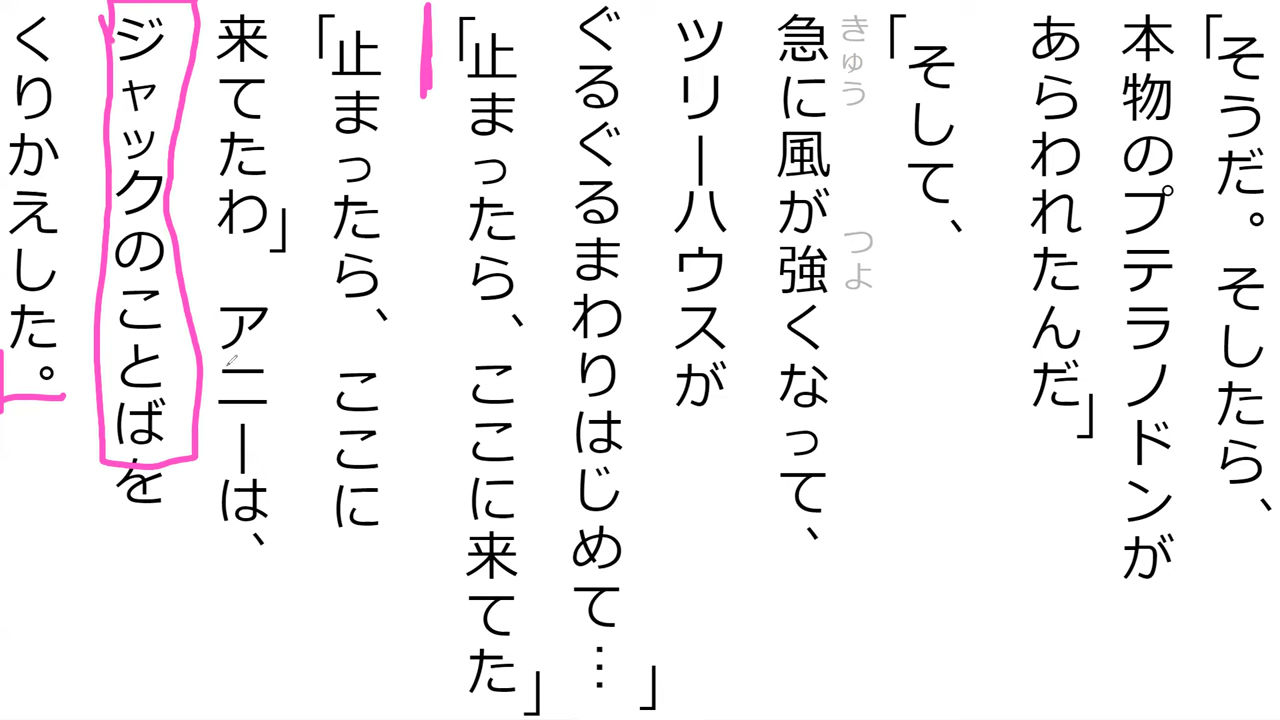 「そうだ。そしたら、
本物のプテラノドンが
あらわれたんだ」
「そして、
急に風が強くなって、
きゅう
つよ
ツリーハウスが
ぐるぐるまわりはじめて…」
「止まったら、ここに来てた」
「止まったら、ここに
来てたわ」アニーは、
ジャックのことばを
くりかえした。